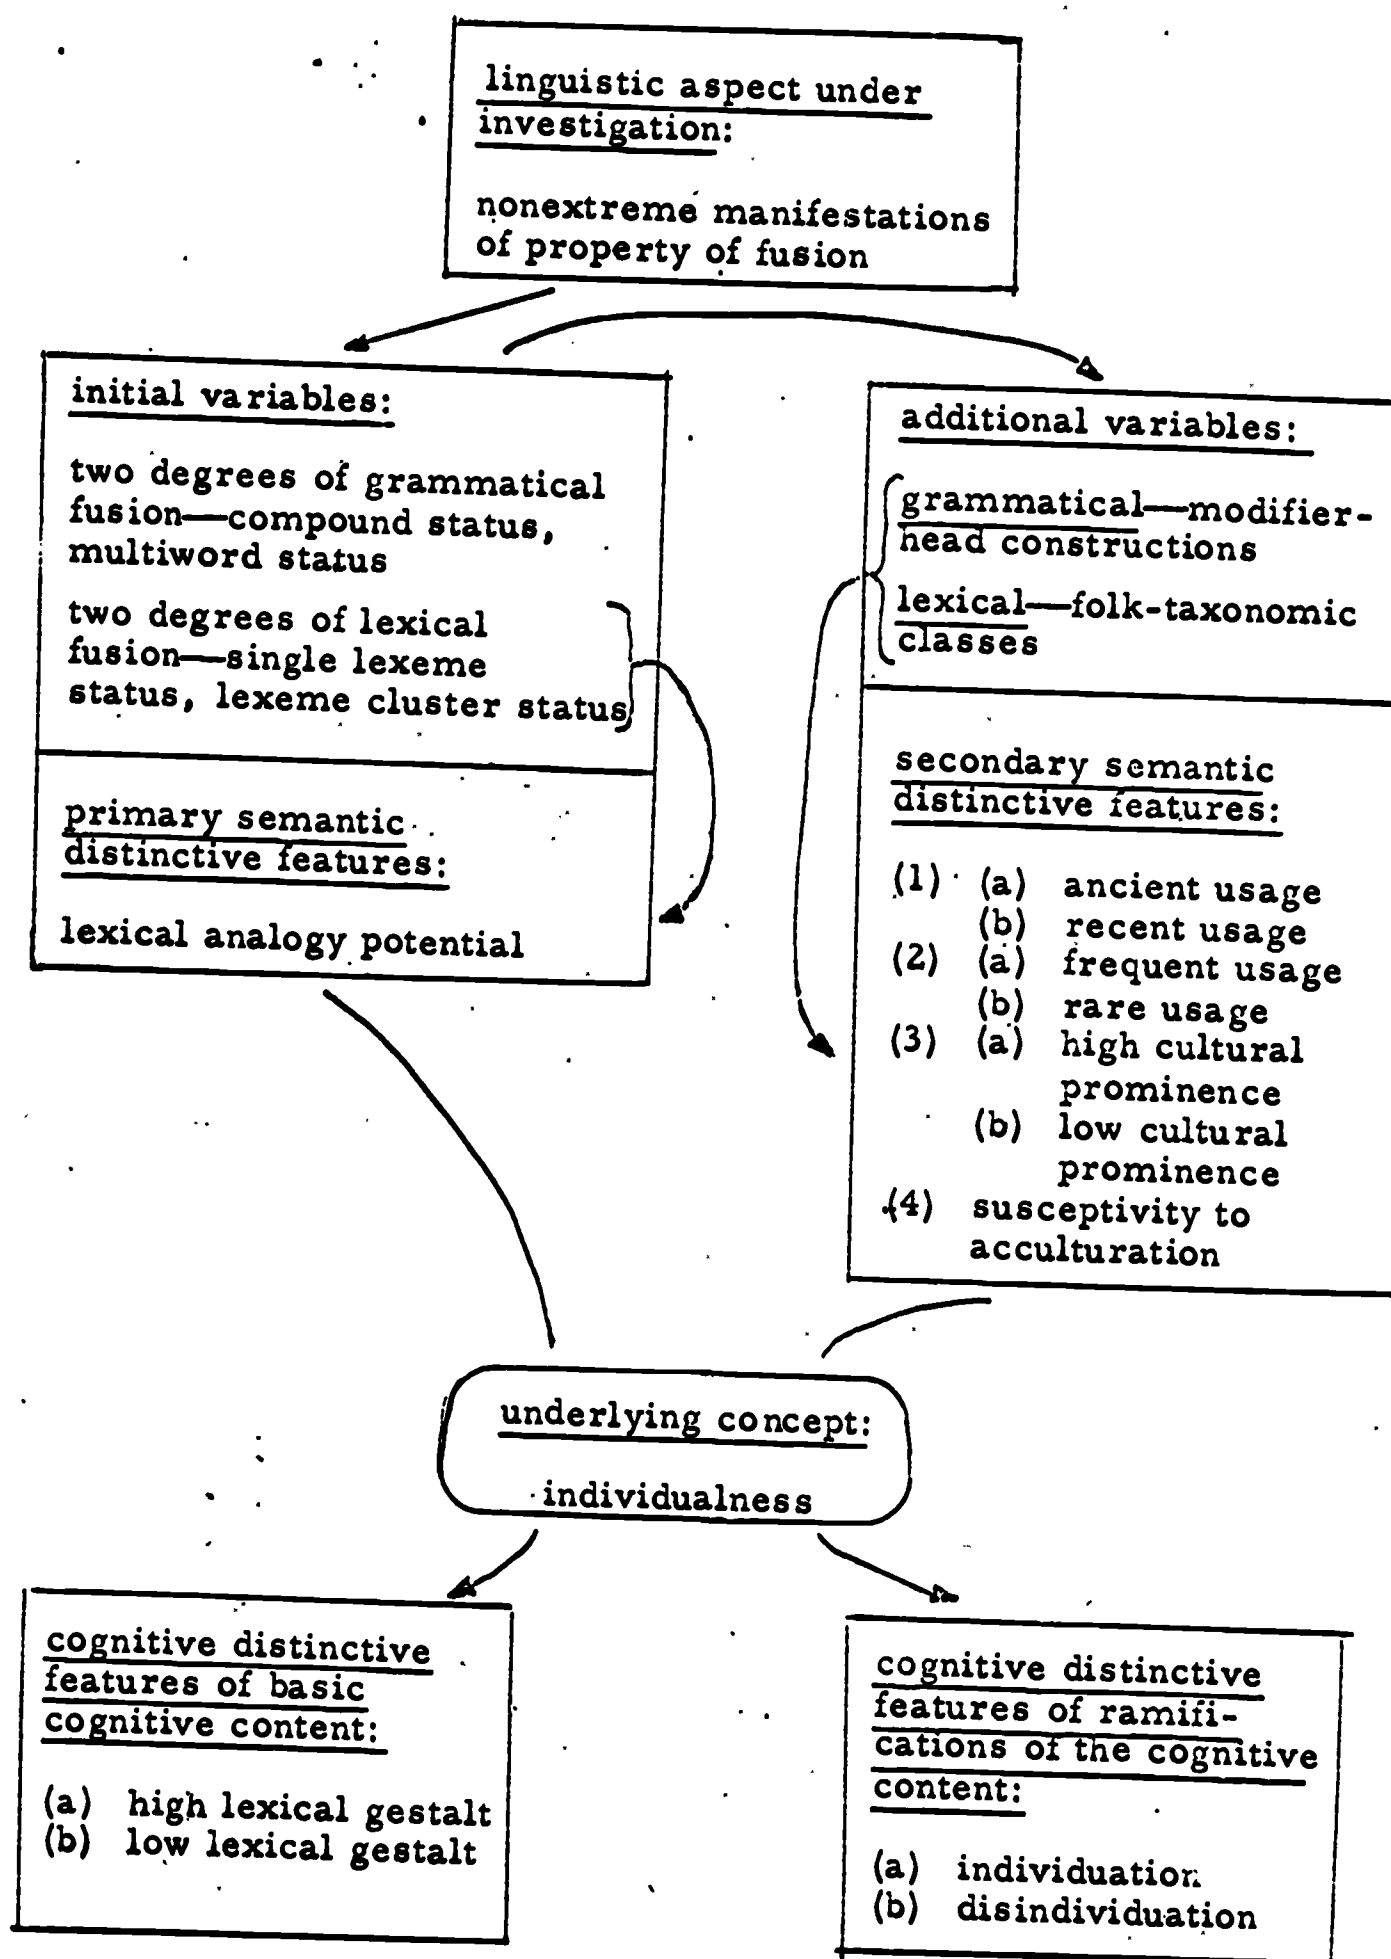 linguistic aspect under
investigation:
nonextreme manifestations
of property of fusion
initial variables:
two degrees of grammatical
fusion—compound status,
multiword status
two degrees of lexical
fusion—single lexeme
status, lexeme cluster status
primary semantic
distinctive features:
lexical analogy potential
additional variables:
grammatical—modifier-
head constructions
lexical—folk-taxonomic
classes
secondary semantic
distinctive features:
(1) (a) ancient usage
(b) recent usage
(2) (a) frequent usage
(b) rare usage
(3) (a) high cultural
prominence
(b) low cultural
prominence
(4) susceptivity to
acculturation
underlying concept:
individualness
cognitive distinctive
features of basic
cognitive content:
(a) high lexical gestalt
(b) low lexical gestalt
cognitive distinctive
features of ramifi-
cations of the cognitive
content:
(a) individuation
(b) disindividuation